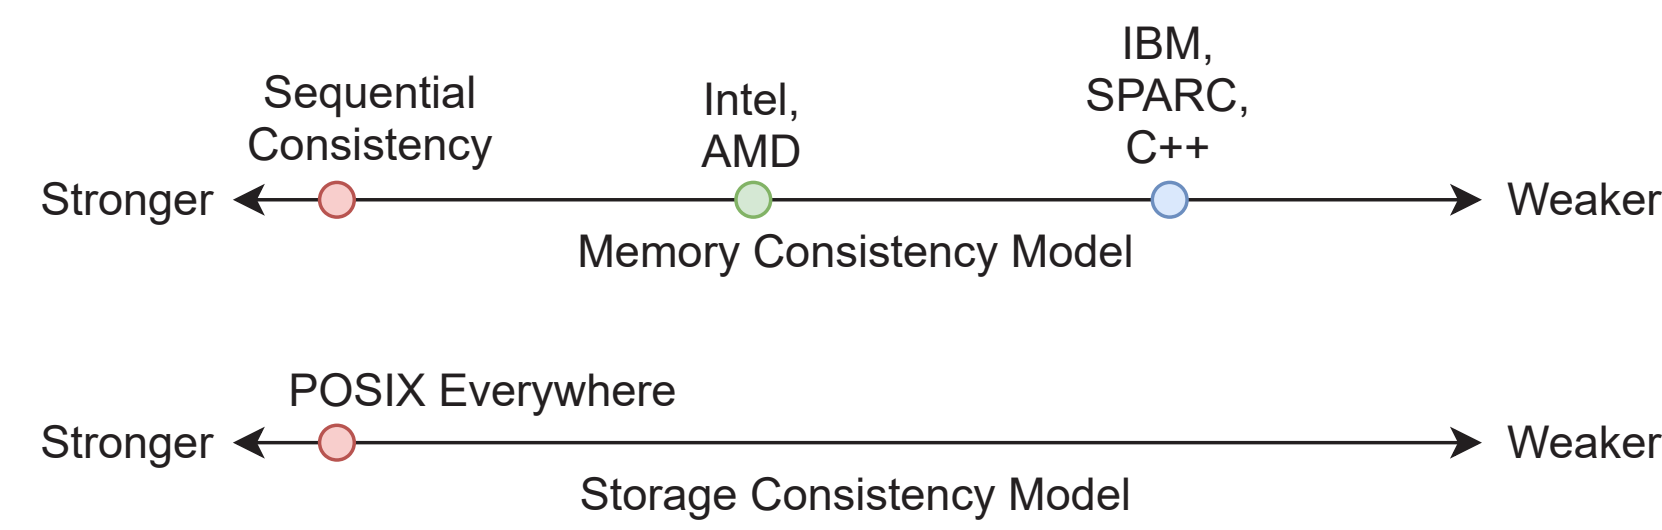 Sequential
Consistency
Intel,
AMD
IBM,
SPARC,
C++
Stronger
Weaker
Memory Consistency Model
POSIX Everywhere
Stronger
Weaker
Storage Consistency Model